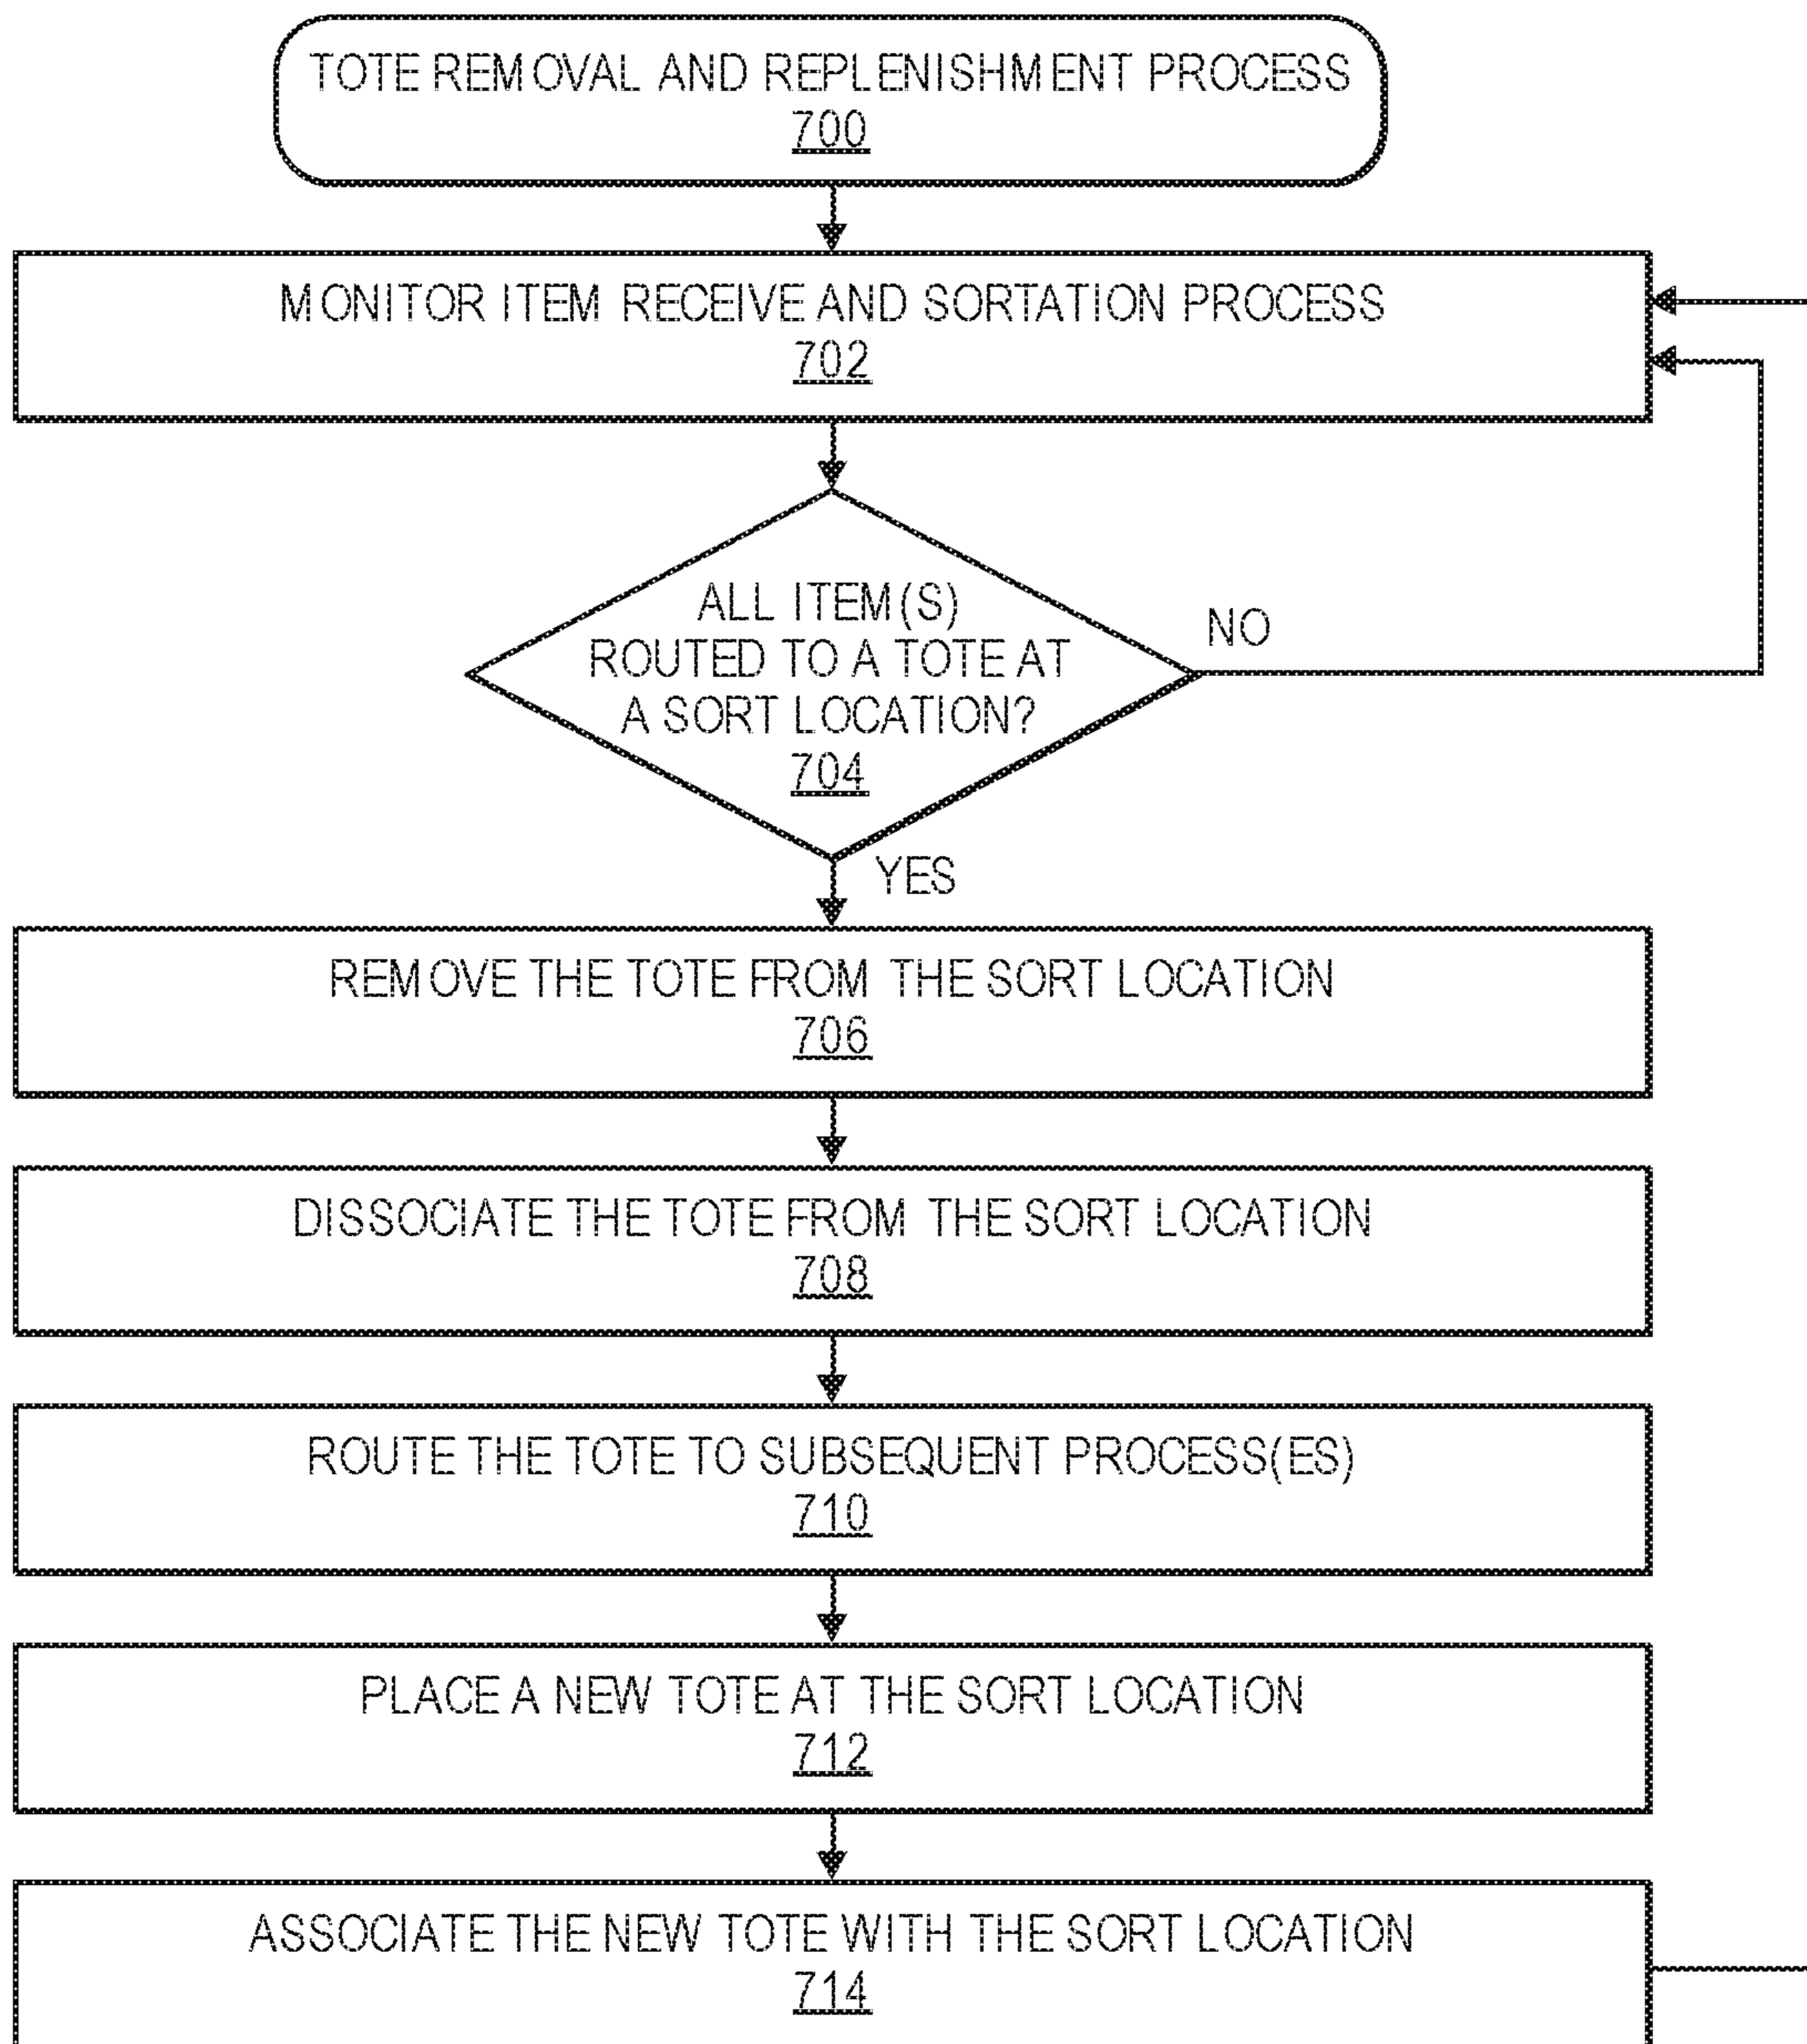 TOTE REMOVAL AND REPLENISHMENT PROCESS
700
MONITOR ITEM RECEIVE AND SORTATION PROCESS
702
ALL ITEM(S)
ROUTED TO A TOTE AT
A SORT LOCATION?
704
NO
YES
REMOVE THE TOTE FROM THE SORT LOCATION
706
DISSOCIATE THE TOTE FROM THE SORT LOCATION
708
ROUTE THE TOTE TO SUBSEQUENT PROCESS(ES)
710
PLACE A NEW TOTE AT THE SORT LOCATION
712
ASSOCIATE THE NEW TOTE WITH THE SORT LOCATION
714